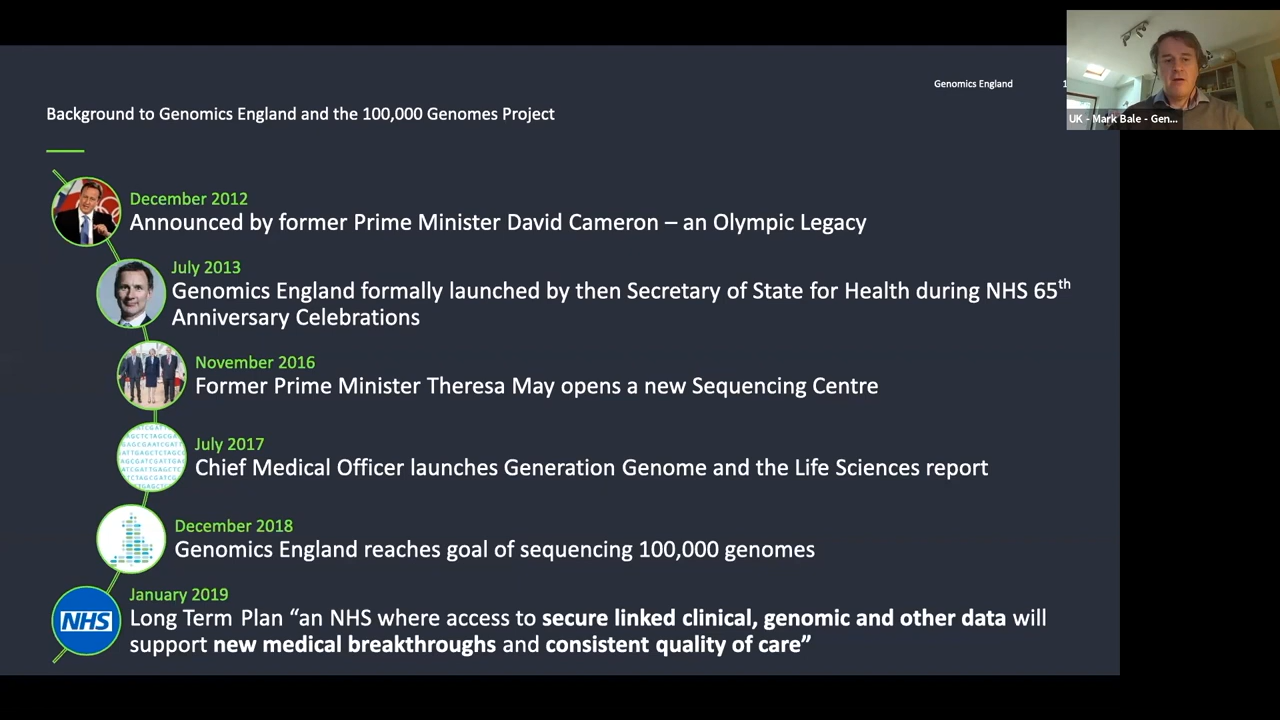 Genomics England
1
UK - Mark Bale - Gen...
Background to Genomics England and the 100,000 Genomes Project
December 2012
Announced by former Prime Minister David Cameron – an Olympic Legacy
July 2013
Genomics England formally launched by then Secretary of State for Health during NHS 65th
Anniversary Celebrations
November 2016
Former Prime Minister Theresa May opens a new Sequencing Centre
July 2017
Chief Medical Officer launches Generation Genome and the Life Sciences report
December 2018
Genomics England reaches goal of sequencing 100,000 genomes
NHS
January 2019
Long Term Plan “an NHS where access to secure linked clinical, genomic and other data will
support new medical breakthroughs and consistent quality of care”